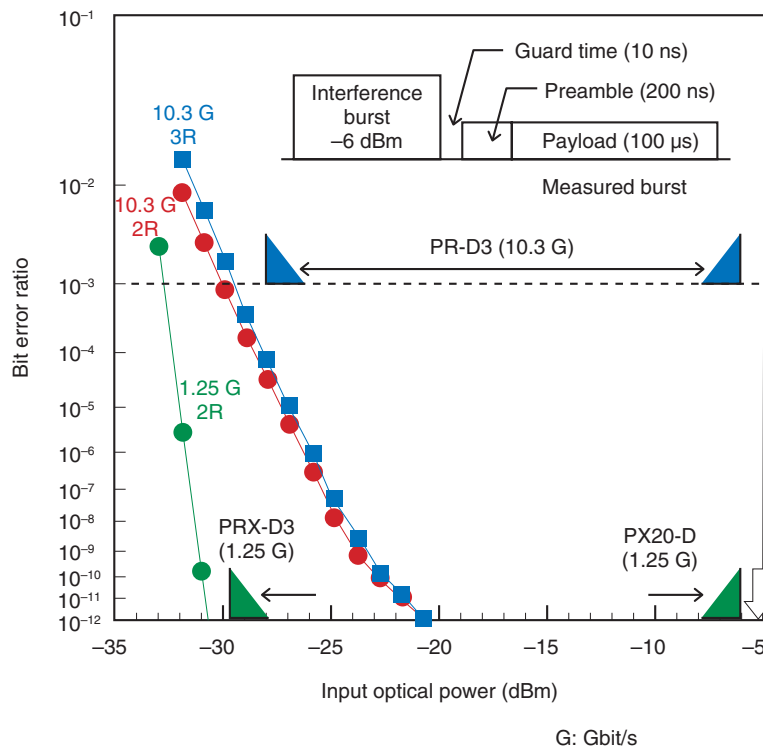 10⁻¹
10⁻²
10⁻³
10⁻⁴
10⁻⁵
10⁻⁶
10⁻⁷
10⁻⁸
10⁻⁹
10⁻¹⁰
10⁻¹¹
10⁻¹²
Bit error ratio
Guard time (10 ns)
Preamble (200 ns)
Interference
burst
–6 dBm
Payload (100 µs)
Measured burst
10.3 G
3R
10.3 G
2R
1.25 G
2R
PR-D3 (10.3 G)
PRX-D3
(1.25 G)
PX20-D
(1.25 G)
–35
–30
–25
–20
–15
–10
–5
Input optical power (dBm)
G: Gbit/s